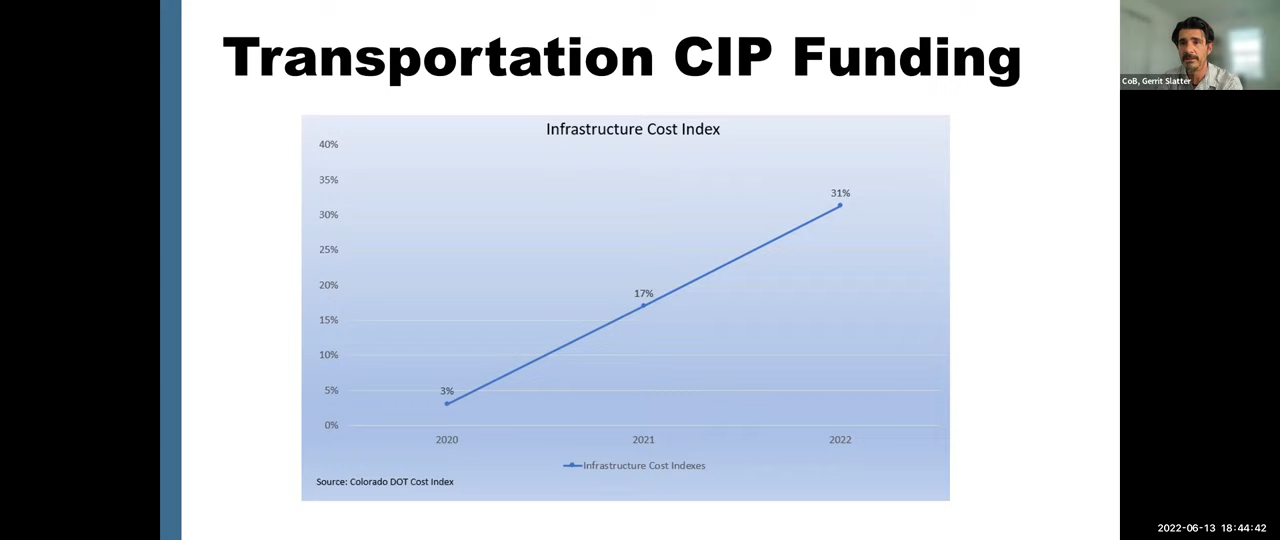 Transportation CIP Funding
CoB, Gerrit Slatter
Infrastructure Cost Index
40%
35%
31%
30%
25%
20%
17%
15%
10%
5%
3%
0%
2020 2021 2022
Infrastructure Cost Indexes
Source: Colorado DOT Cost Index
2022-06-13 18:44:42